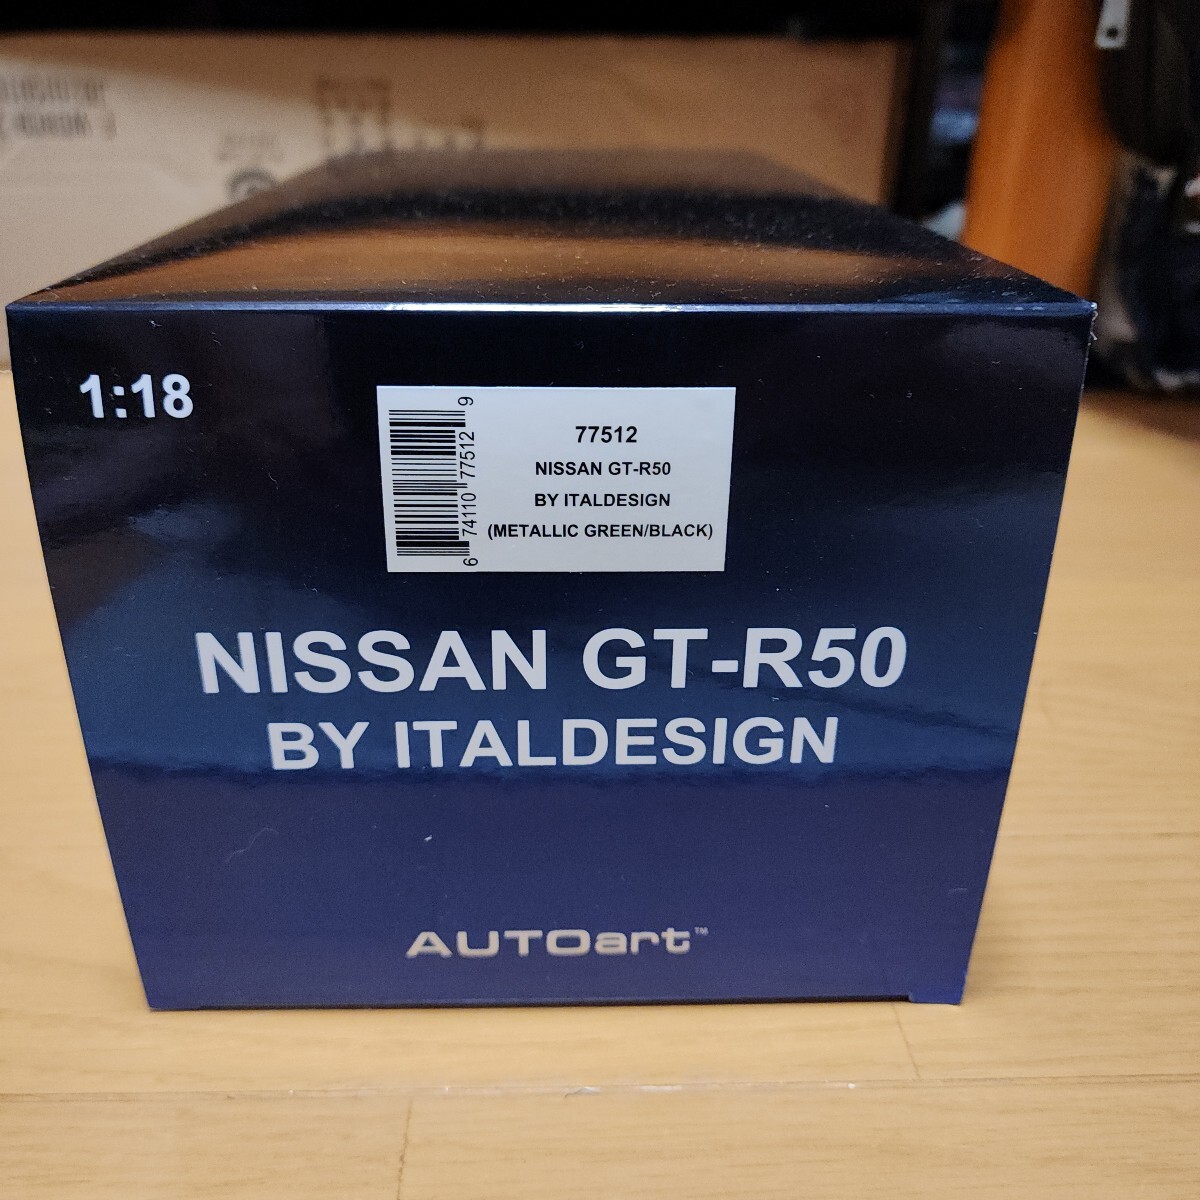 1:18
77512
NISSAN GT-R50
BY ITALDESIGN
(METALLIC GREEN/BLACK)
6 74110 77512 9
NISSAN GT-R50
BY ITALDESIGN
AUTOart™